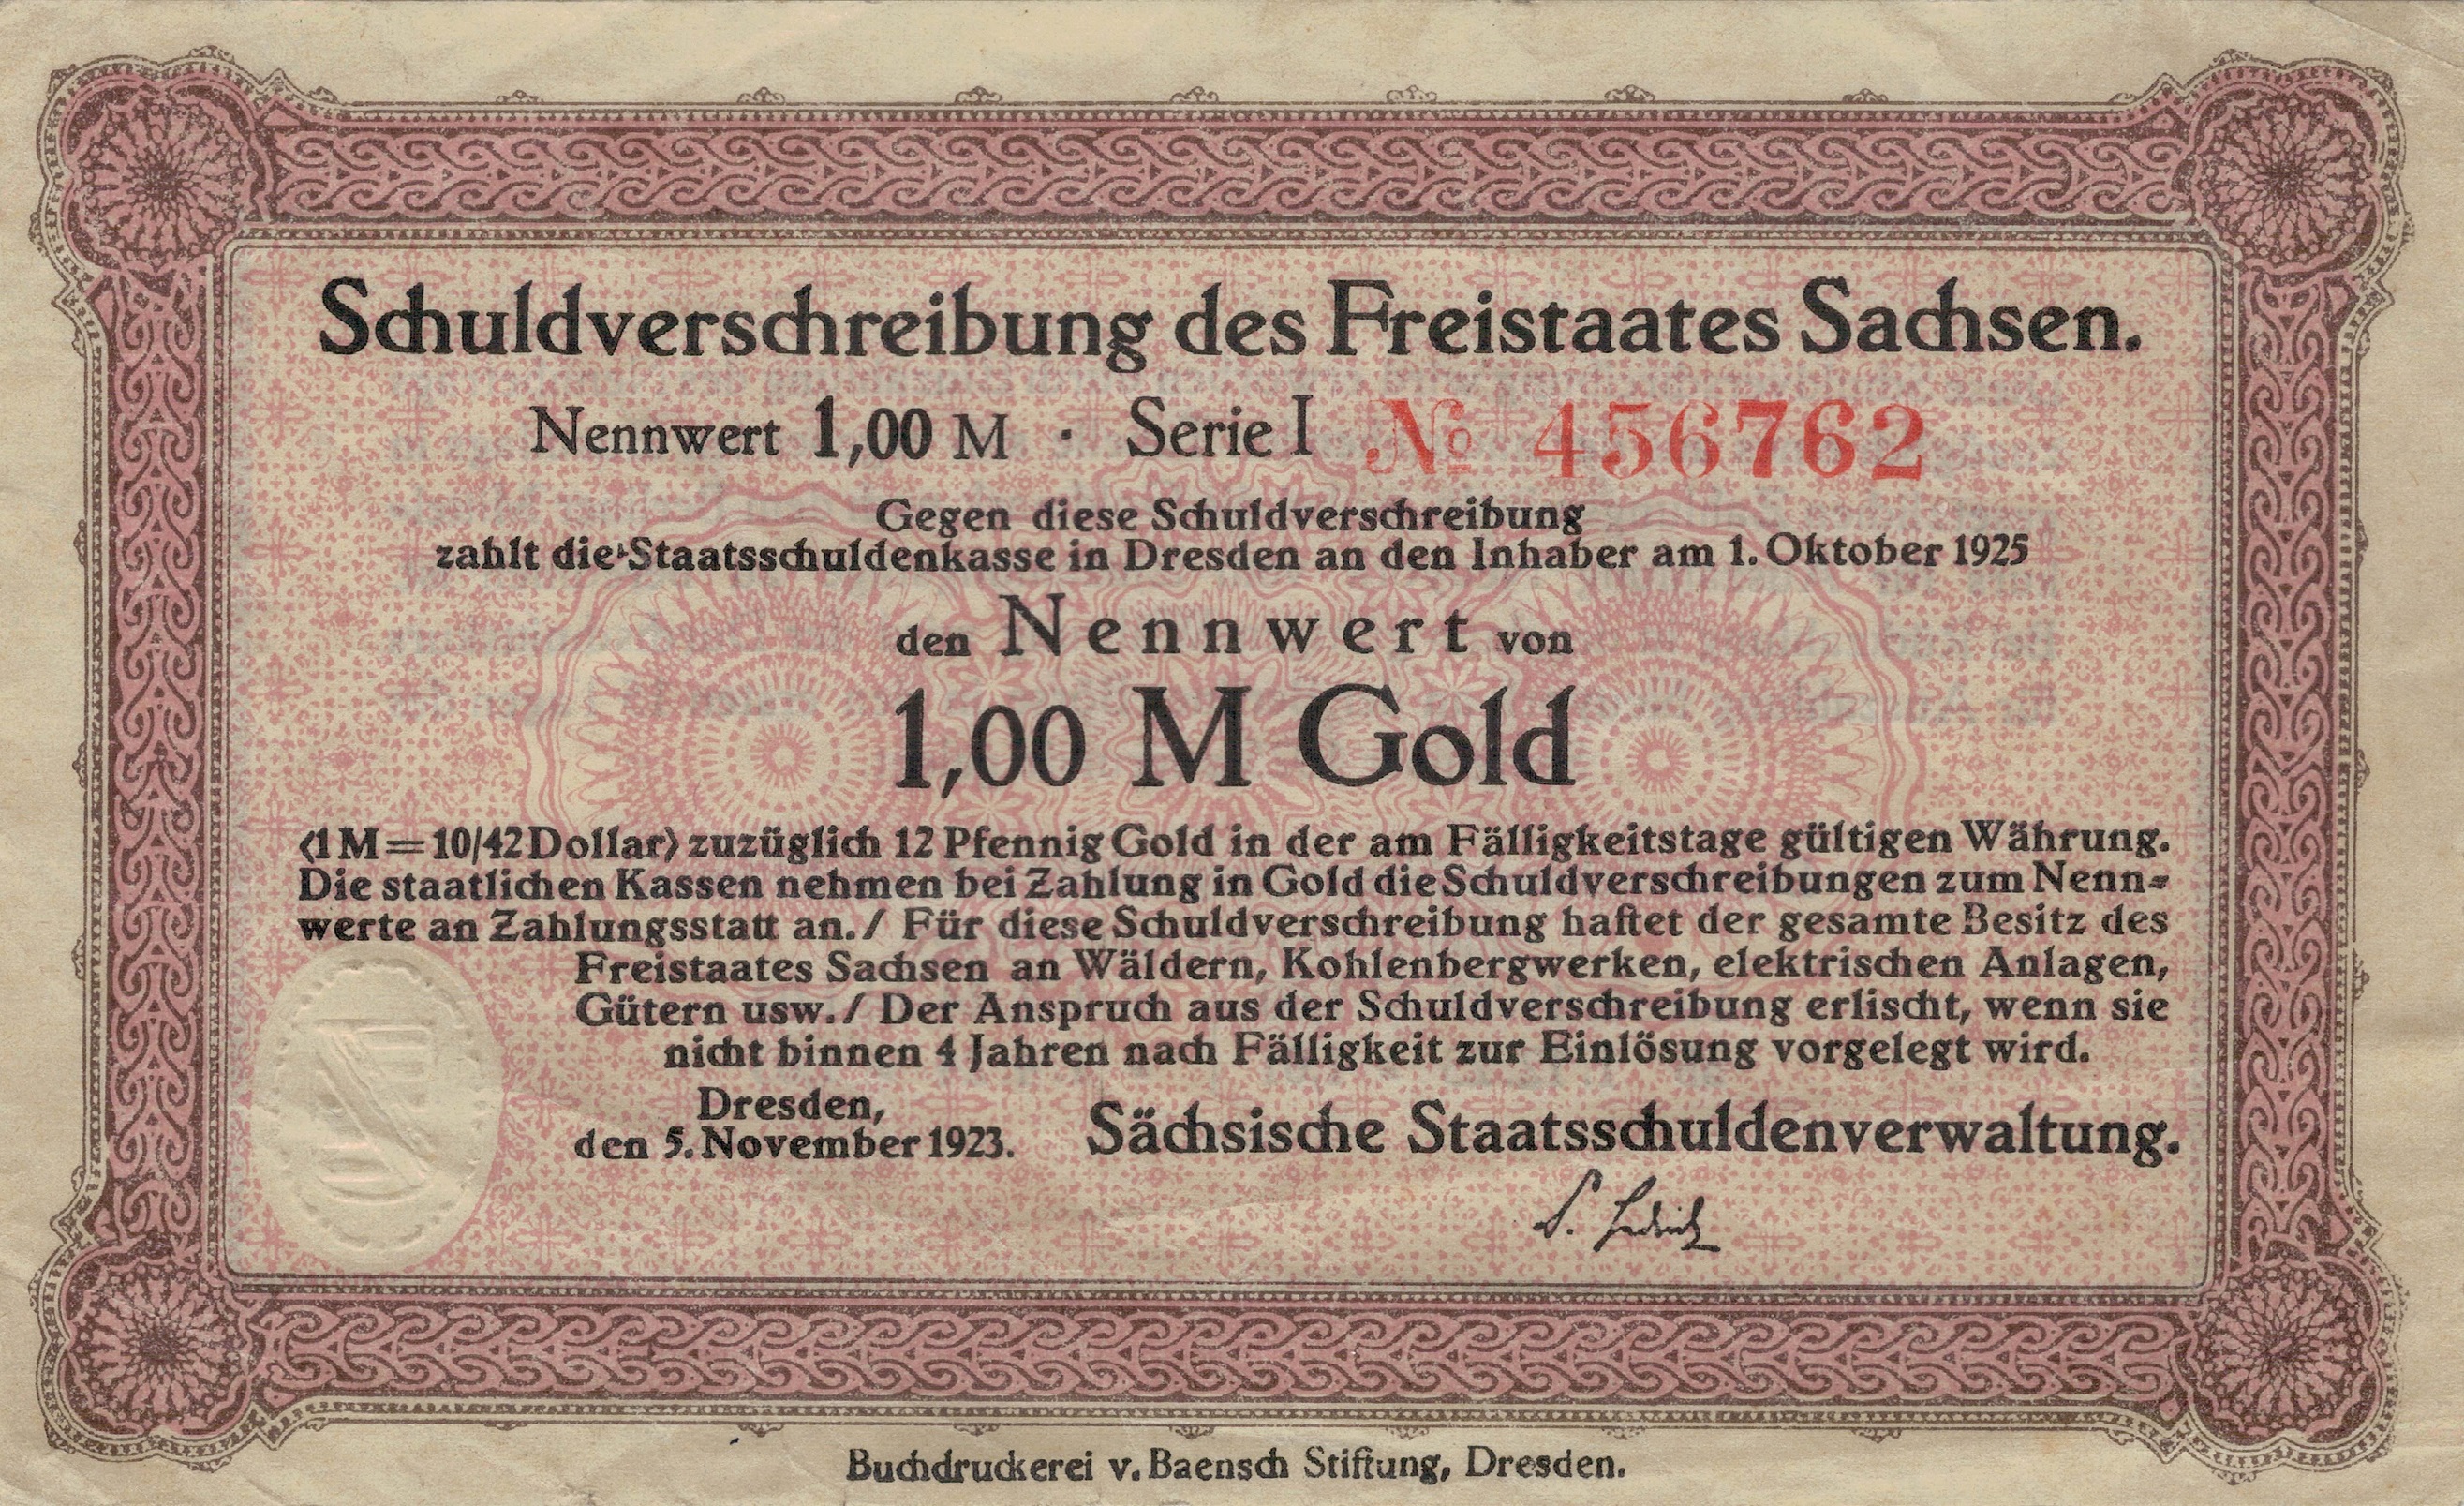 Schuldverschreibung des Freistaates Sachsen.
Nennwert 1,00 M · Serie I № 456762
Gegen diese Schuldverschreibung
zahlt die Staatsschuldenkasse in Dresden an den Inhaber am 1. Oktober 1925
den Nennwert von
1,00 M Gold
(1 M = 10/42 Dollar) zuzüglich 12 Pfennig Gold in der am Fälligkeitstage gültigen Währung.
Die staatlichen Kassen nehmen bei Zahlung in Gold die Schuldverschreibungen zum Nenn-
werte an Zahlungsstatt an. / Für diese Schuldverschreibung haftet der gesamte Besitz des
Freistaates Sachsen an Wäldern, Kohlenbergwerken, elektrischen Anlagen,
Gütern usw. / Der Anspruch aus der Schuldverschreibung erlischt, wenn sie
nicht binnen 4 Jahren nach Fälligkeit zur Einlösung vorgelegt wird.
Dresden,
den 5. November 1923.
Sächsische Staatsschuldenverwaltung.
Buchdruckerei v. Baensch Stiftung, Dresden.